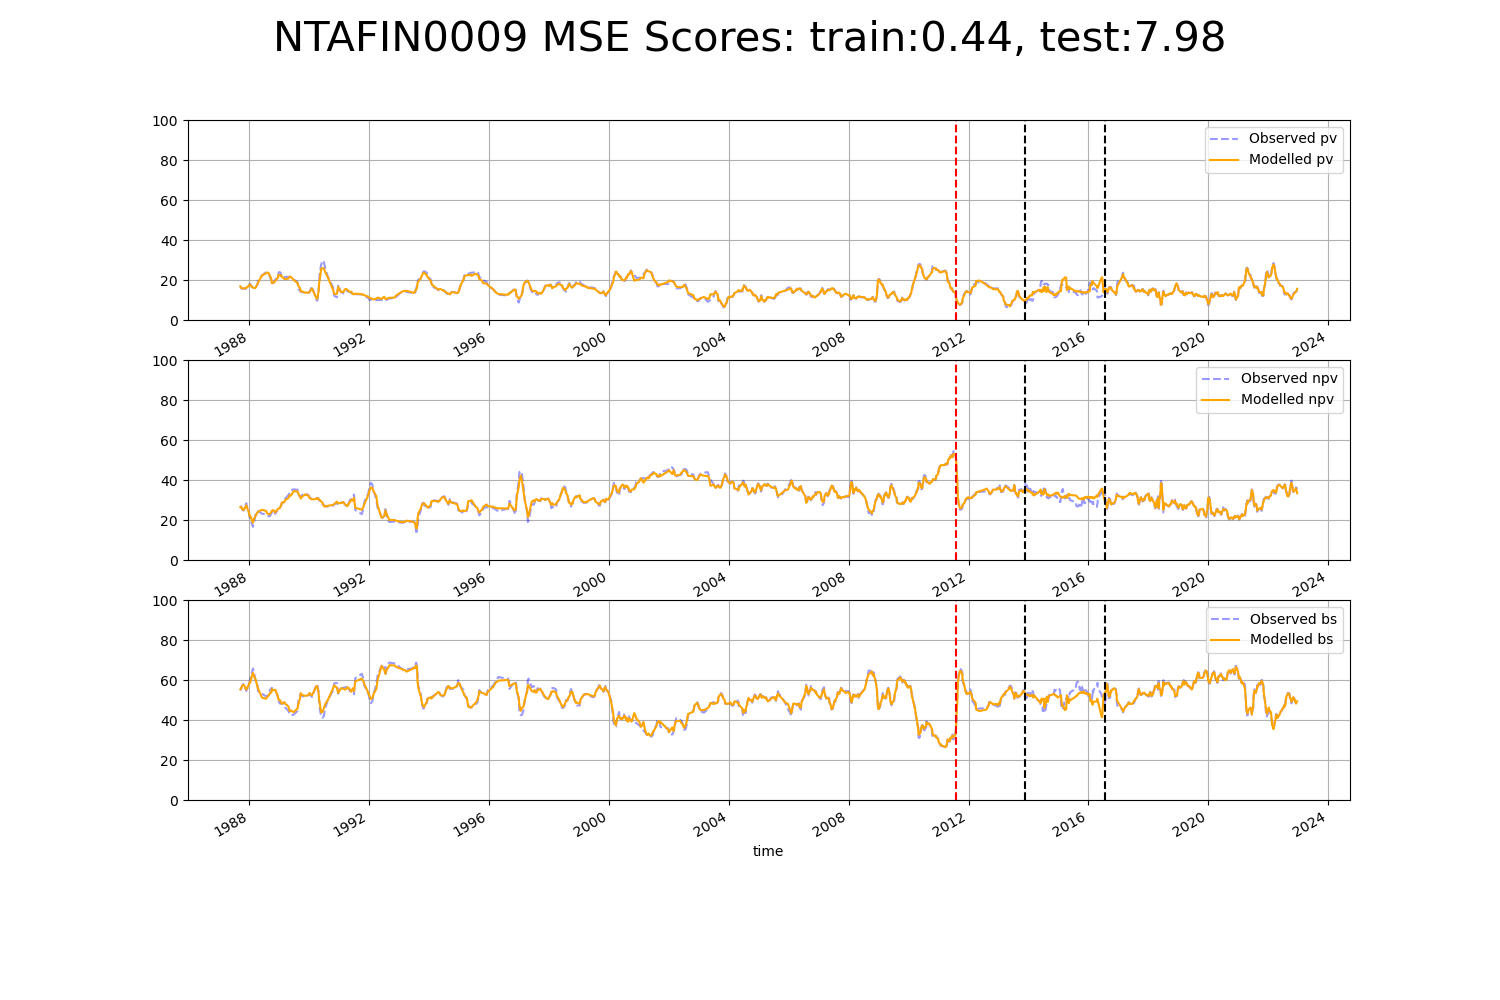 NTAFIN0009 MSE Scores: train:0.44, test:7.98
100
80
60
40
20
0
Observed pv
Modelled pv
1988 1992 1996 2000 2004 2008 2012 2016 2020 2024
100
80
60
40
20
0
Observed npv
Modelled npv
1988 1992 1996 2000 2004 2008 2012 2016 2020 2024
100
80
60
40
20
0
Observed bs
Modelled bs
1988 1992 1996 2000 2004 2008 2012 2016 2020 2024
time